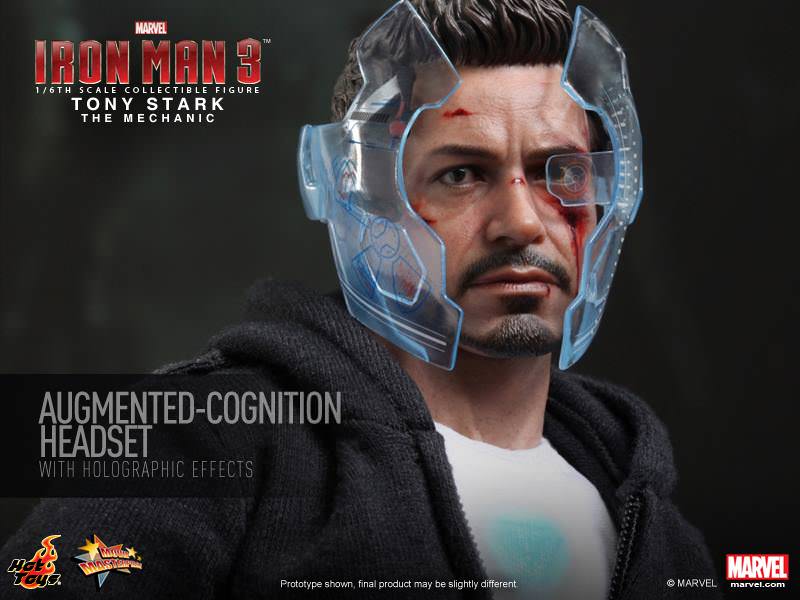 MARVEL
IRON MAN 3™
1/6TH SCALE COLLECTIBLE FIGURE
TONY STARK
THE MECHANIC
AUGMENTED-COGNITION
HEADSET
WITH HOLOGRAPHIC EFFECTS
HOT TOYS
MOVIE MASTERPIECE
Prototype shown, final product may be slightly different.
© MARVEL
MARVEL
marvel.com